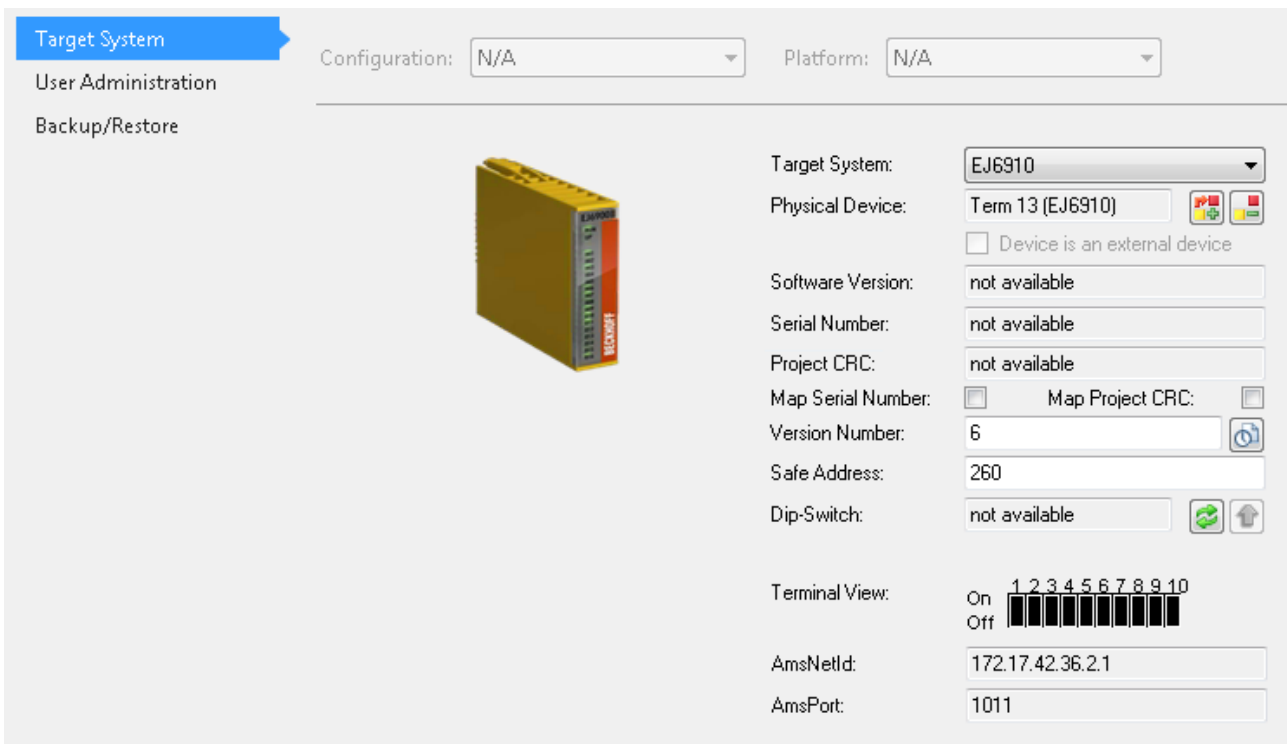 Target System
User Administration
Backup/Restore
Configuration: N/A Platform: N/A
EJ6900
BECKHOFF
Target System: EJ6910
Physical Device: Term 13 (EJ6910)
Device is an external device
Software Version: not available
Serial Number: not available
Project CRC: not available
Map Serial Number: Map Project CRC:
Version Number: 6
Safe Address: 260
Dip-Switch: not available
Terminal View: On 1 2 3 4 5 6 7 8 9 10
Off
AmsNetId: 172.17.42.36.2.1
AmsPort: 1011